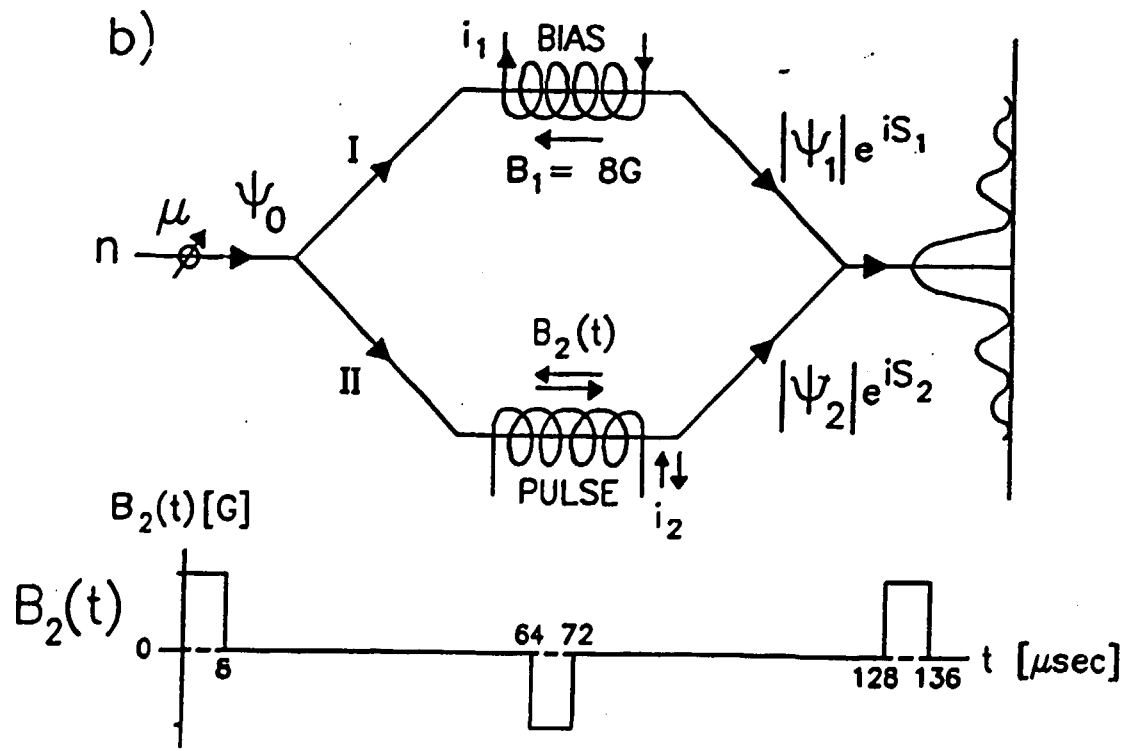 b)
i₁ BIAS
B₁ = 8G
I
|ψ₁| e^{iS₁}
μ ψ₀
n
B₂(t)
II
|ψ₂| e^{iS₂}
PULSE
i₂
B₂(t) [G]
B₂(t)
0
8
64 72
128 136
t [μsec]